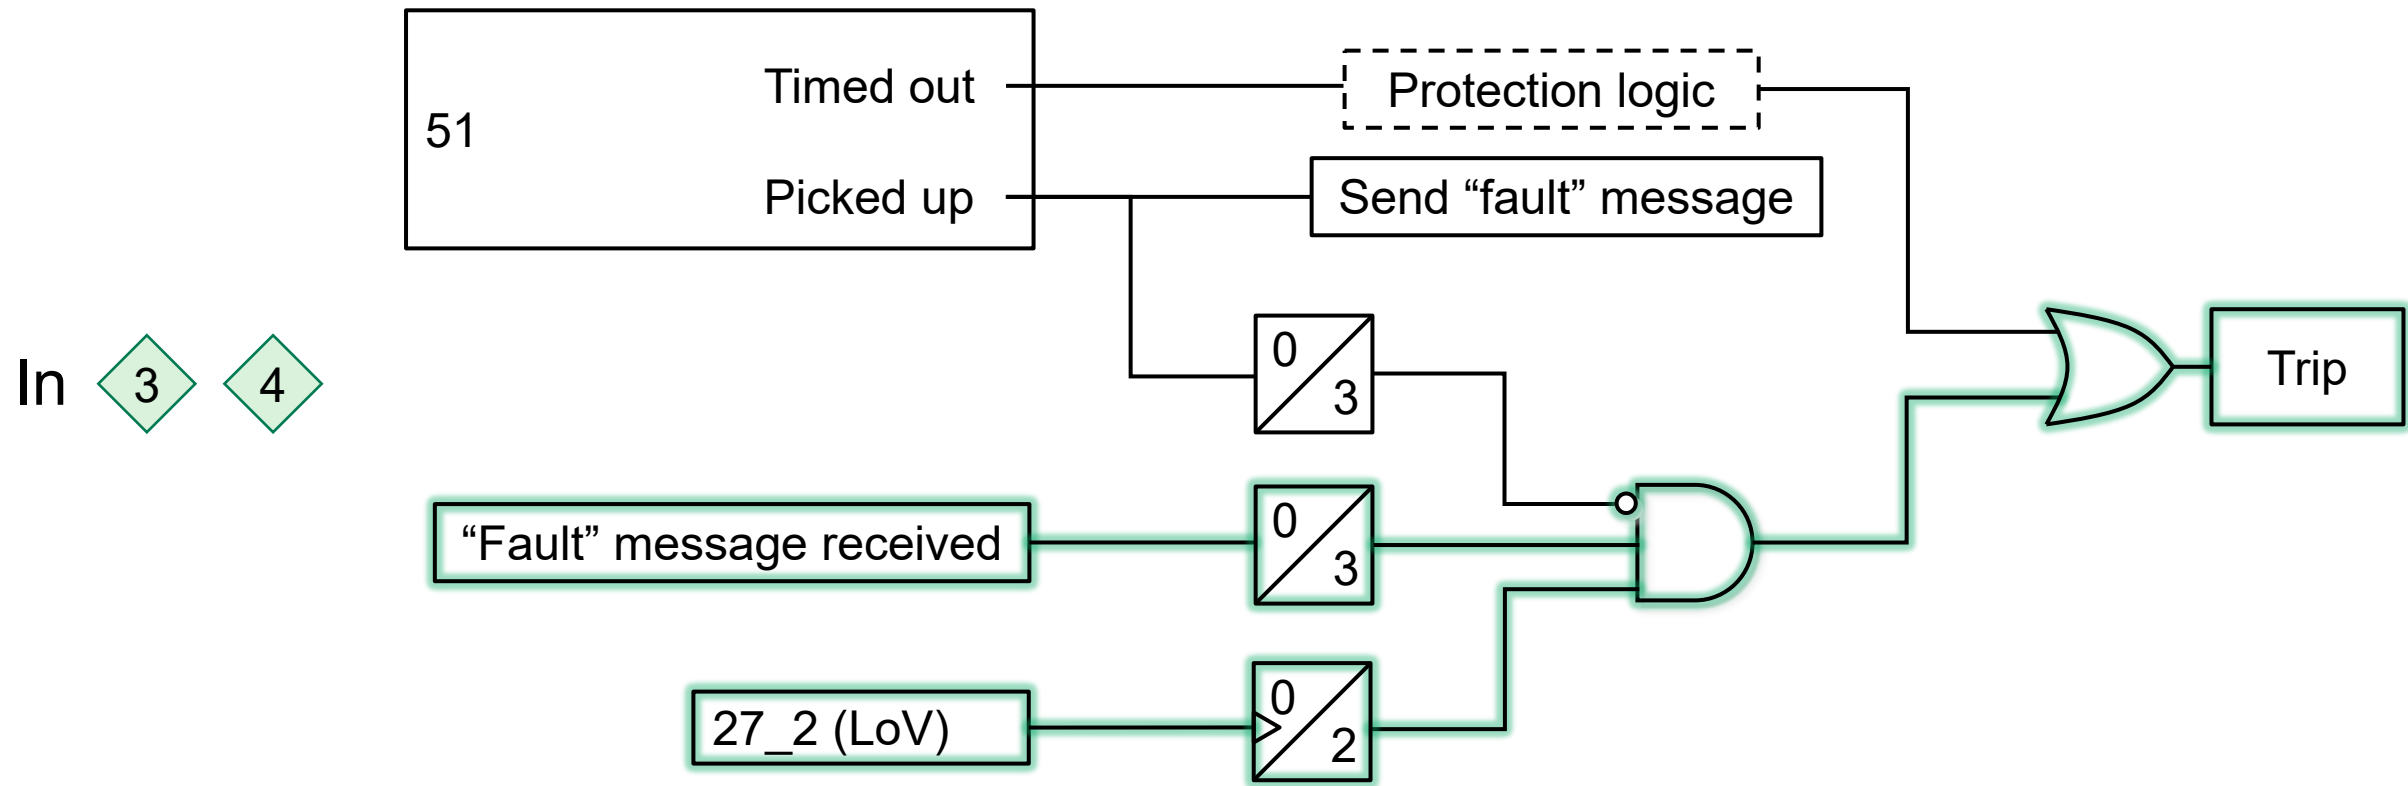 Timed out
Protection logic
51
Picked up
Send “fault” message
0
3
In 3 4
Trip
“Fault” message received
0
3
27_2 (LoV)
0
2